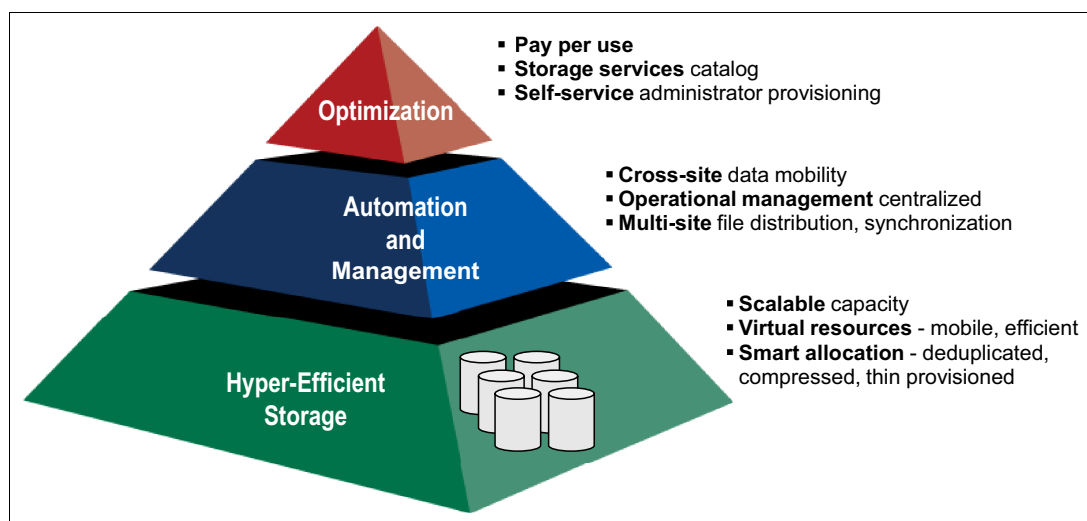 ▪ Pay per use
▪ Storage services catalog
▪ Self-service administrator provisioning
Optimization
▪ Cross-site data mobility
▪ Operational management centralized
▪ Multi-site file distribution, synchronization
Automation
and
Management
▪ Scalable capacity
▪ Virtual resources - mobile, efficient
▪ Smart allocation - deduplicated,
compressed, thin provisioned
Hyper-Efficient
Storage